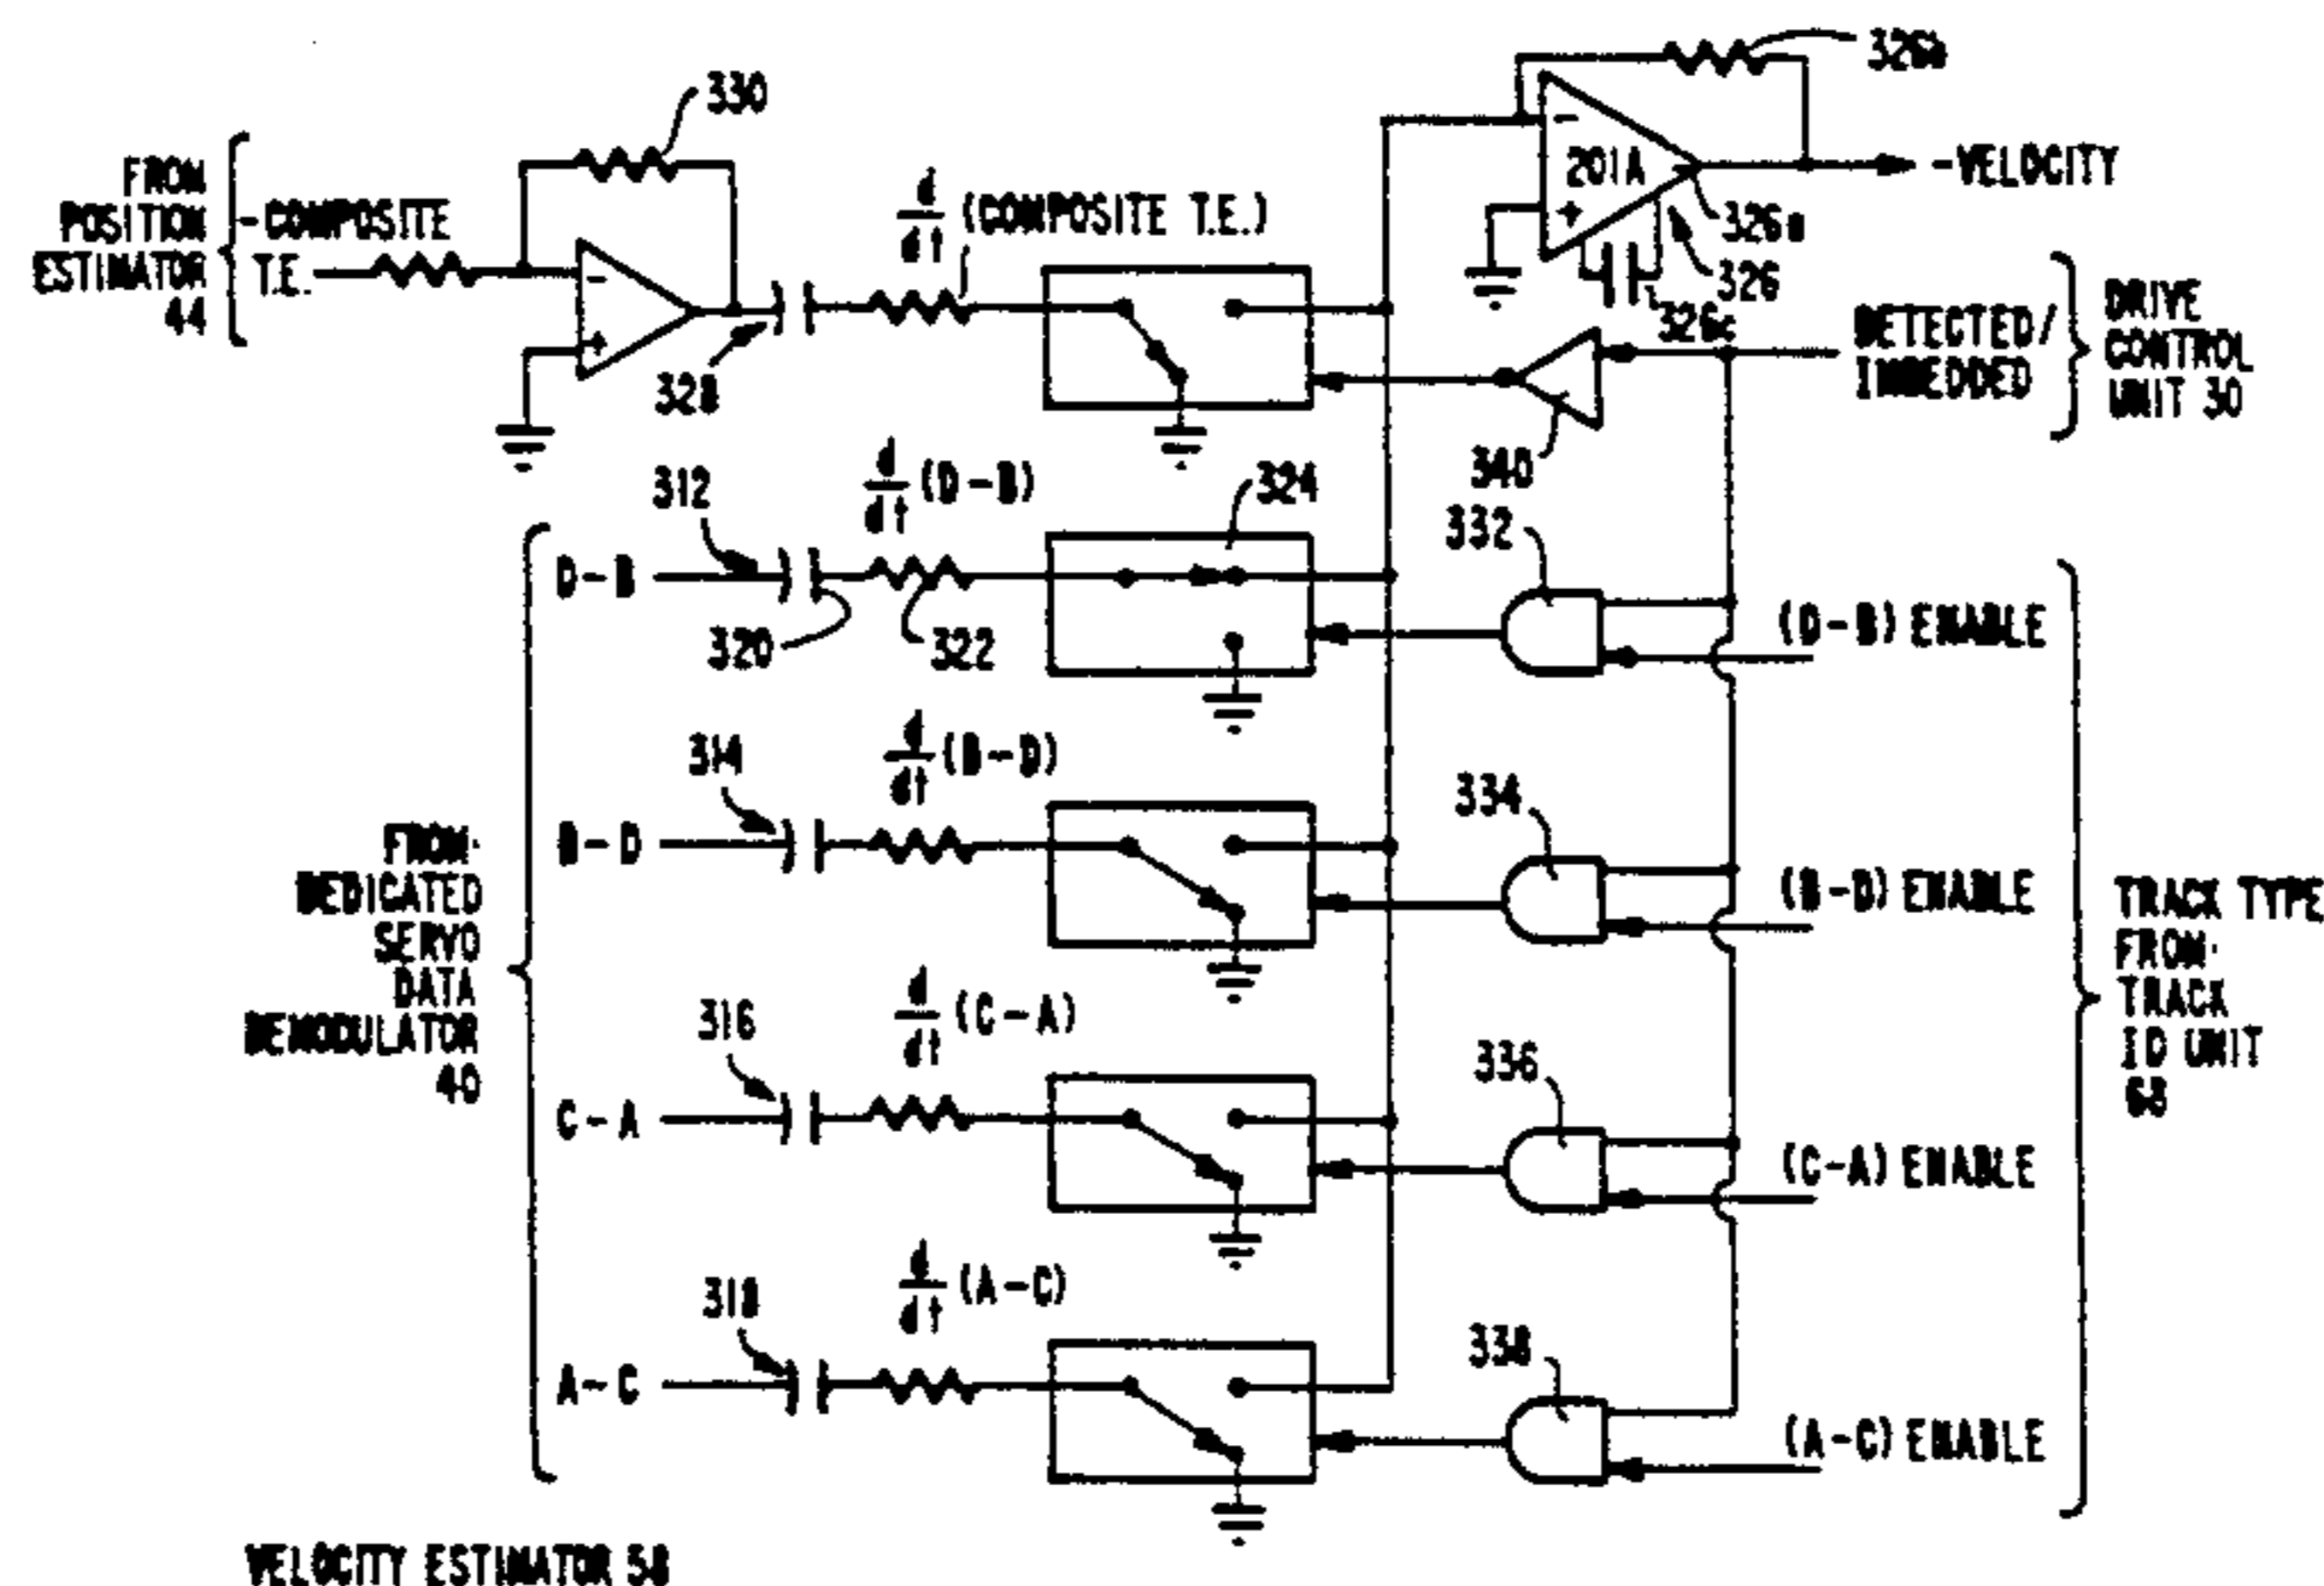 FROM
POSITION
ESTIMATOR
44
-COMPOSITE
T.E.
330
328
d/dt (COMPOSITE T.E.)
201A
-
+
-
+
-VELOCITY
326a
326
326c
DETECTED/
IMBEDDED
DRIVE
CONTROL
UNIT 30
340
312
d/dt (D-B)
324
332
D-B
320
322
(D-B) ENABLE
314
d/dt (B-D)
334
B-D
(B-D) ENABLE
FROM
DEDICATED
SERVO
DATA
DEMODULATOR
316
d/dt (C-A)
336
C-A
(C-A) ENABLE
TRACK TYPE
FROM
TRACK
ID UNIT
68
318
d/dt (A-C)
338
A-C
(A-C) ENABLE
VELOCITY ESTIMATOR 58